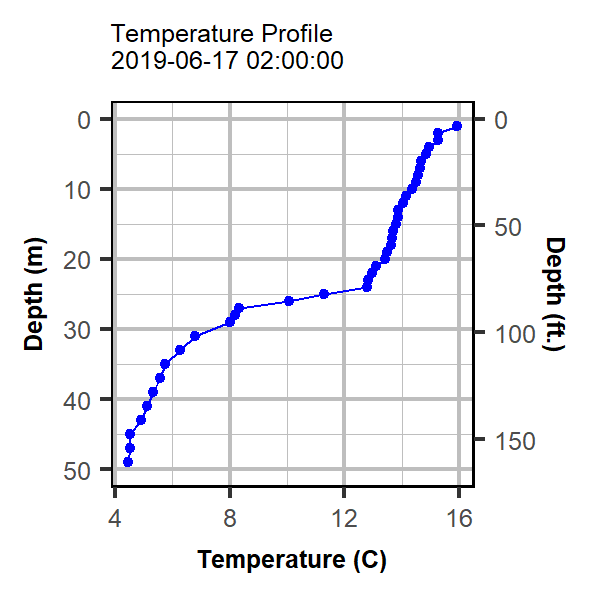 Temperature Profile
2019-06-17 02:00:00
0
10
20
30
40
50
Depth (m)
0
50
100
150
Depth (ft.)
4 8 12 16
Temperature (C)